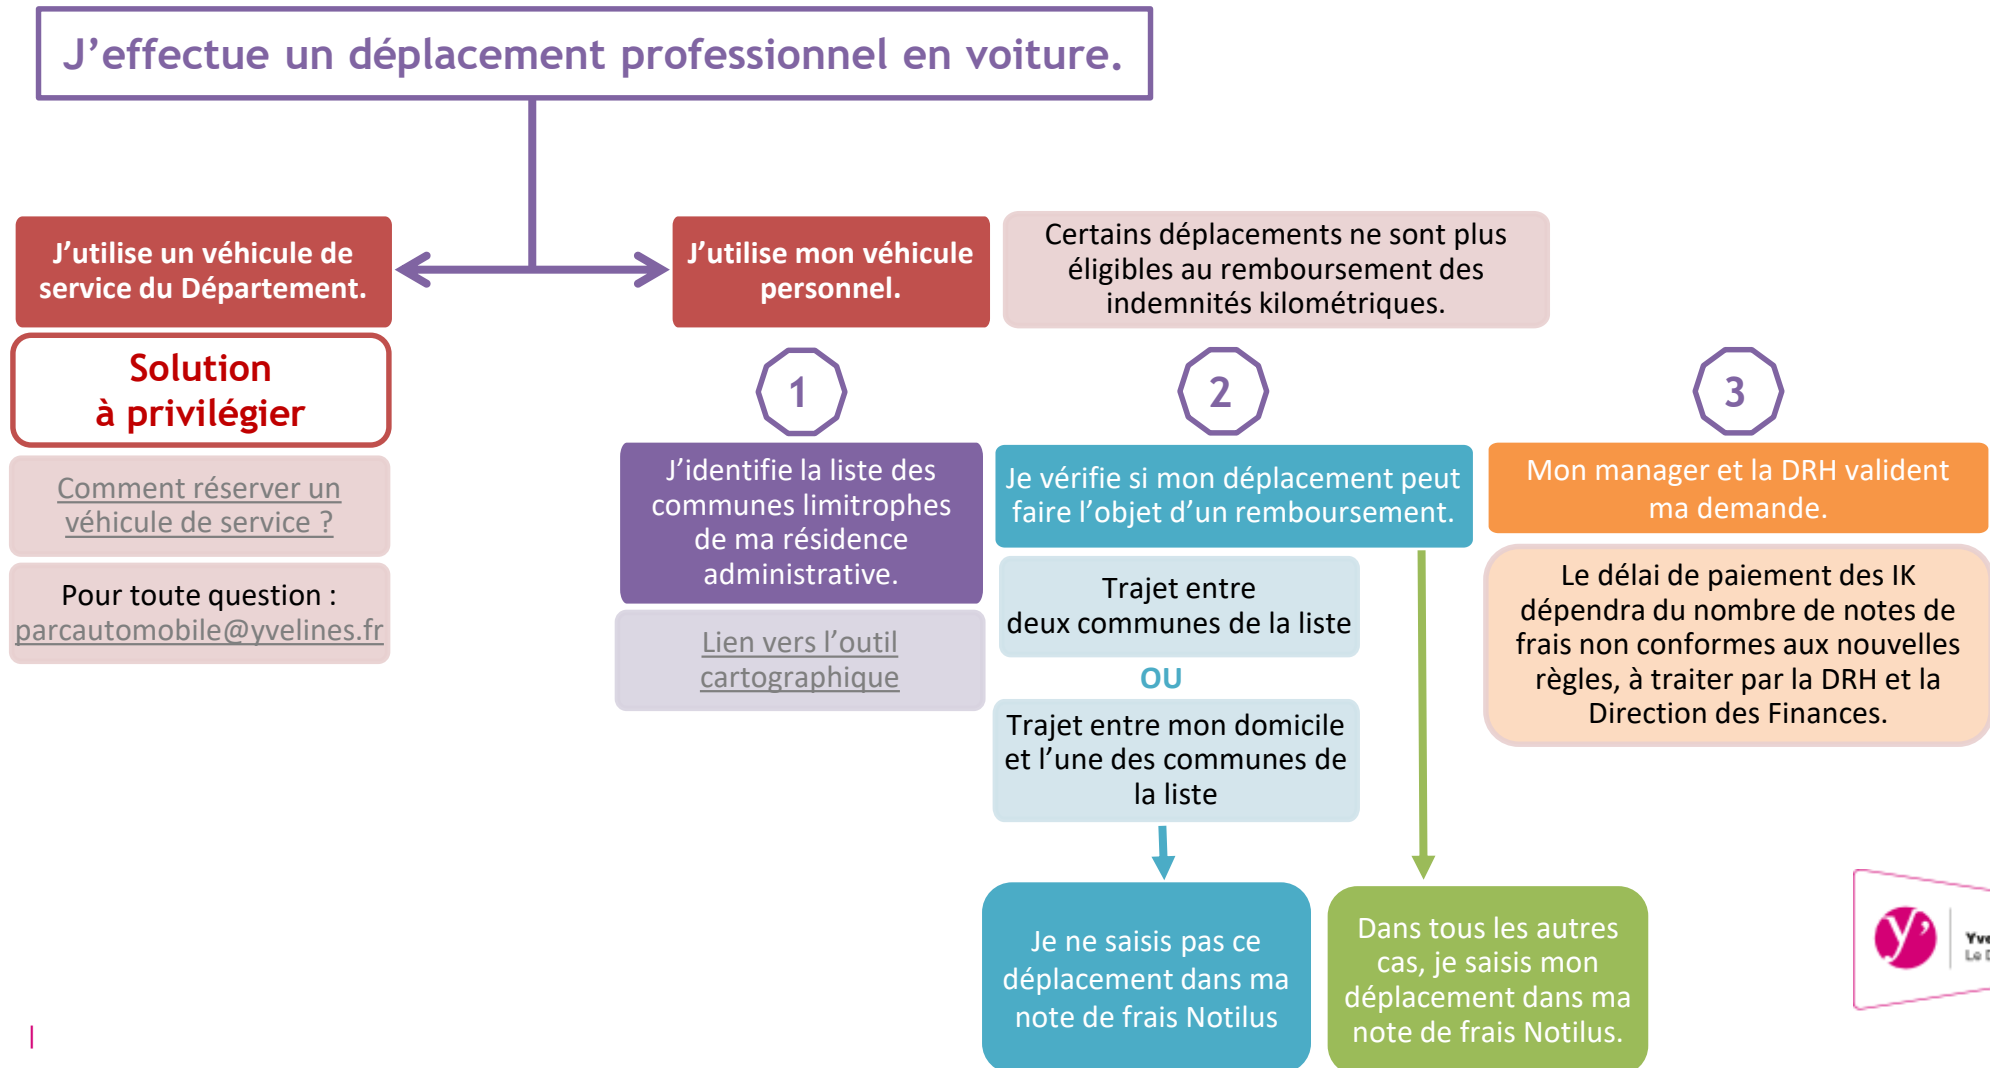 J’effectue un déplacement professionnel en voiture.
J’utilise un véhicule de
service du Département.
Solution
à privilégier
Comment réserver un
véhicule de service ?
Pour toute question :
parcautomobile@yvelines.fr
J’utilise mon véhicule
personnel.
Certains déplacements ne sont plus
éligibles au remboursement des
indemnités kilométriques.
1
J’identifie la liste des
communes limitrophes
de ma résidence
administrative.
Lien vers l’outil
cartographique
2
Je vérifie si mon déplacement peut
faire l’objet d’un remboursement.
Trajet entre
deux communes de la liste
OU
Trajet entre mon domicile
et l’une des communes de
la liste
Je ne saisis pas ce
déplacement dans ma
note de frais Notilus
Dans tous les autres
cas, je saisis mon
déplacement dans ma
note de frais Notilus.
3
Mon manager et la DRH valident
ma demande.
Le délai de paiement des IK
dépendra du nombre de notes de
frais non conformes aux nouvelles
règles, à traiter par la DRH et la
Direction des Finances.
y’